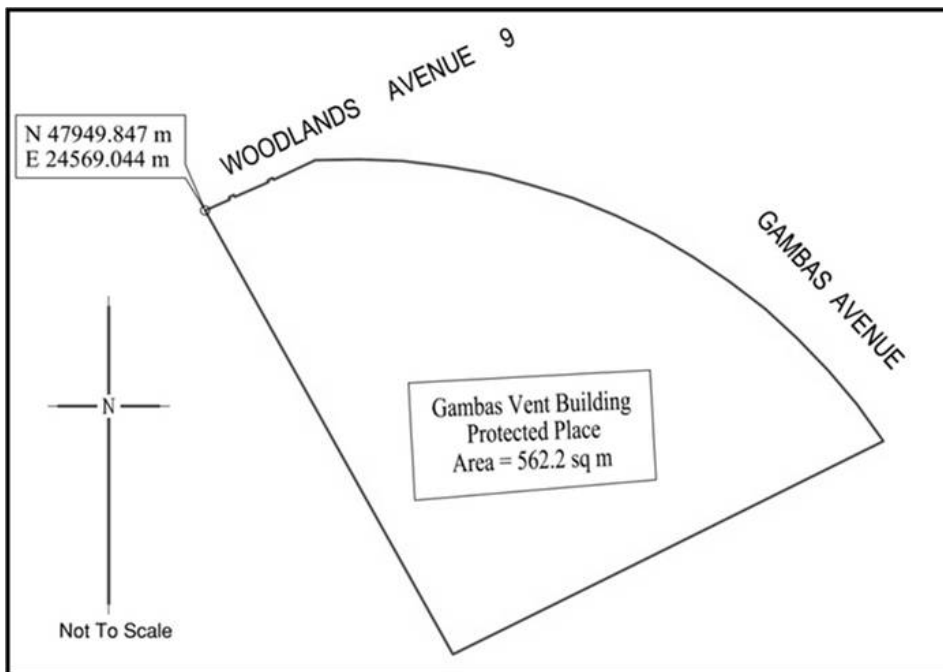 WOODLANDS AVENUE 9
N 47949.847 m
E 24569.044 m
GAMBAS AVENUE
Gambas Vent Building
Protected Place
Area = 562.2 sq m
N
Not To Scale